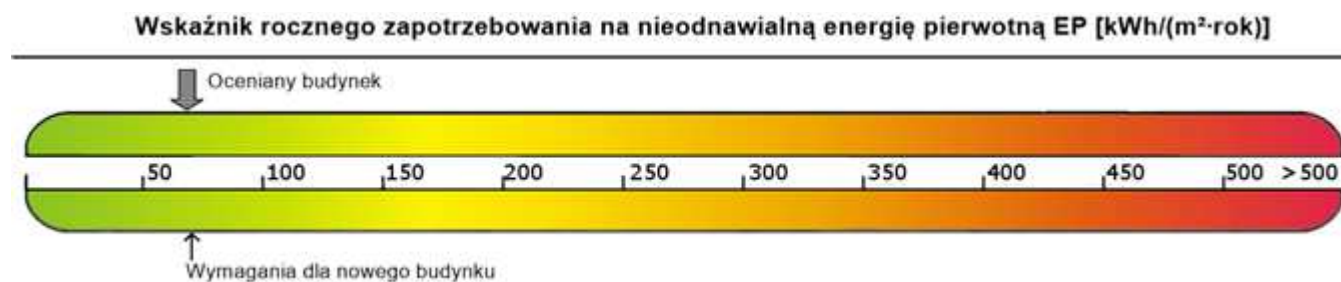 Wskaźnik rocznego zapotrzebowania na nieodnawialną energię pierwotną EP [kWh/(m²·rok)]
Oceniany budynek
50 100 150 200 250 300 350 400 450 500 >500
Wymagania dla nowego budynku